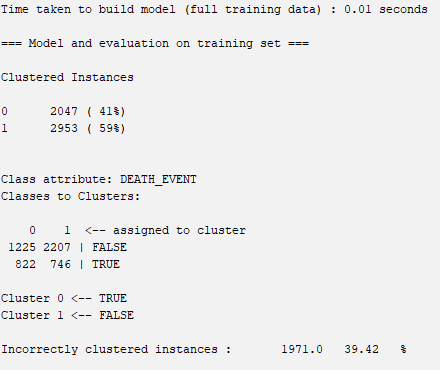 Time taken to build model (full training data) : 0.01 seconds
=== Model and evaluation on training set ===
Clustered Instances
0      2047 ( 41%)
1      2953 ( 59%)
Class attribute: DEATH_EVENT
Classes to Clusters:
    0    1  <-- assigned to cluster
 1225 2207 | FALSE
  822  746 | TRUE
Cluster 0 <-- TRUE
Cluster 1 <-- FALSE
Incorrectly clustered instances :       1971.0   39.42   %